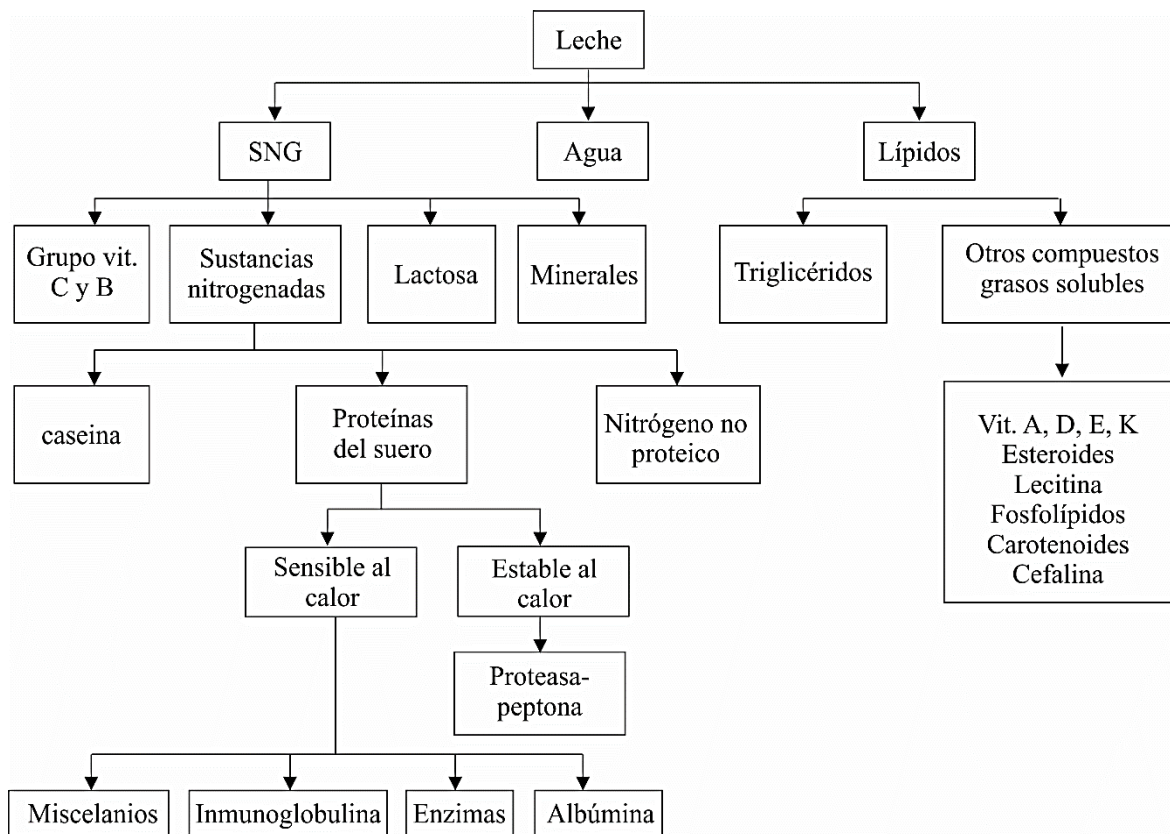 Leche
SNG
Agua
Lípidos
Grupo vit.
C y B
Sustancias
nitrogenadas
Lactosa
Minerales
Triglicéridos
Otros compuestos
grasos solubles
caseina
Proteínas
del suero
Nitrógeno no
proteico
Vit. A, D, E, K
Esteroides
Lecitina
Fosfolípidos
Carotenoides
Cefalina
Sensible al
calor
Estable al
calor
Proteasa-
peptona
Miscelanios
Inmunoglobulina
Enzimas
Albúmina